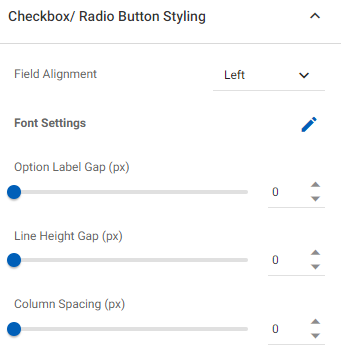 Checkbox/ Radio Button Styling
Field Alignment Left
Font Settings
Option Label Gap (px)
0
Line Height Gap (px)
0
Column Spacing (px)
0